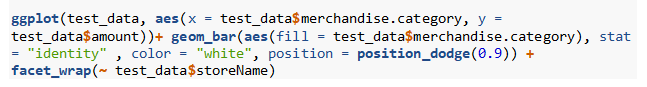 ggplot(test_data, aes(x = test_data$merchandise.category, y =
test_data$amount))+ geom_bar(aes(fill = test_data$merchandise.category), stat
= "identity" , color = "white", position = position_dodge(0.9)) +
facet_wrap(~ test_data$storeName)